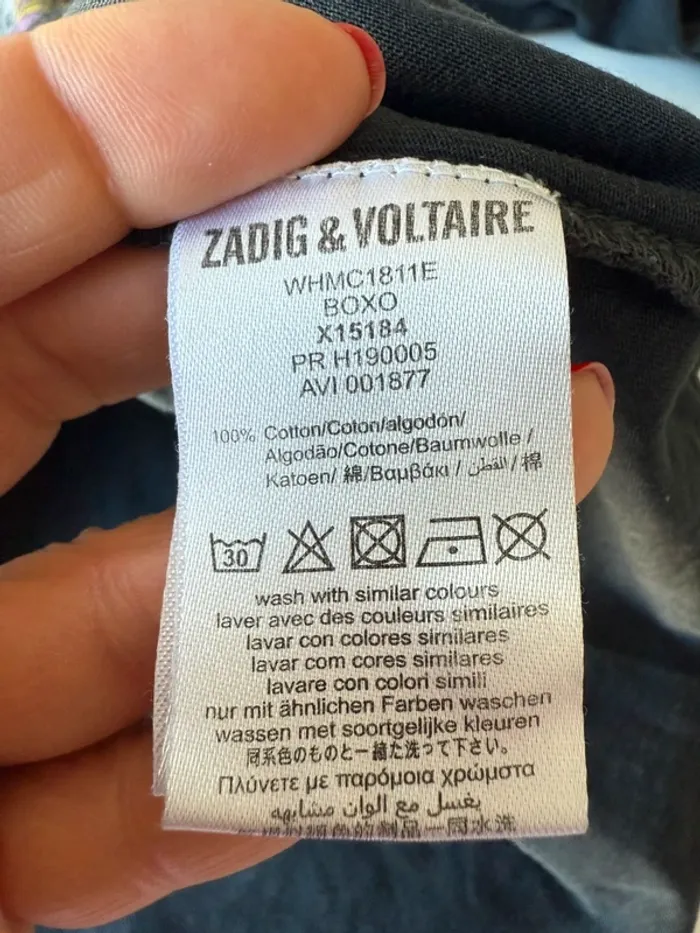 ZADIG & VOLTAIRE
WHMC1811E
BOXO
X15184
PR H190005
AVI 001877
100% Cotton/Coton/algodón/
Algodão/Cotone/Baumwolle /
Katoen/ 綿/Βαμβάκι / القطن/ 棉
30
wash with similar colours
laver avec des couleurs similaires
lavar con colores sirnilares
lavar com cores similares
lavare con colori simili
nur mit ähnlichen Farben waschen
wassen met soortgelijke kleuren
同系色のものと一緒た洗って下さい。
Πλύνετε με παρόμοια χρώματα
يغسل مع الوان مشابهه